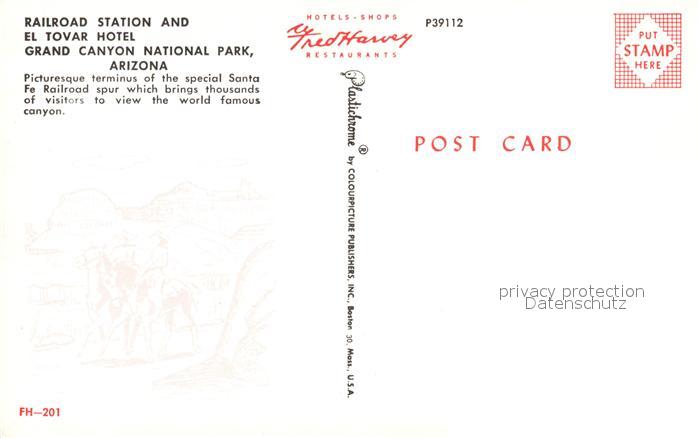 RAILROAD STATION AND
EL TOVAR HOTEL
GRAND CANYON NATIONAL PARK,
ARIZONA
Picturesque terminus of the special Santa
Fe Railroad spur which brings thousands
of visitors to view the world famous
canyon.
HOTELS - SHOPS
Fred Harvey
RESTAURANTS
P39112
PUT
STAMP
HERE
Plastichrome ® by COLOURPICTURE PUBLISHERS, INC., Boston 30, Mass., U.S.A.
POST CARD
privacy protection
Datenschutz
FH—201